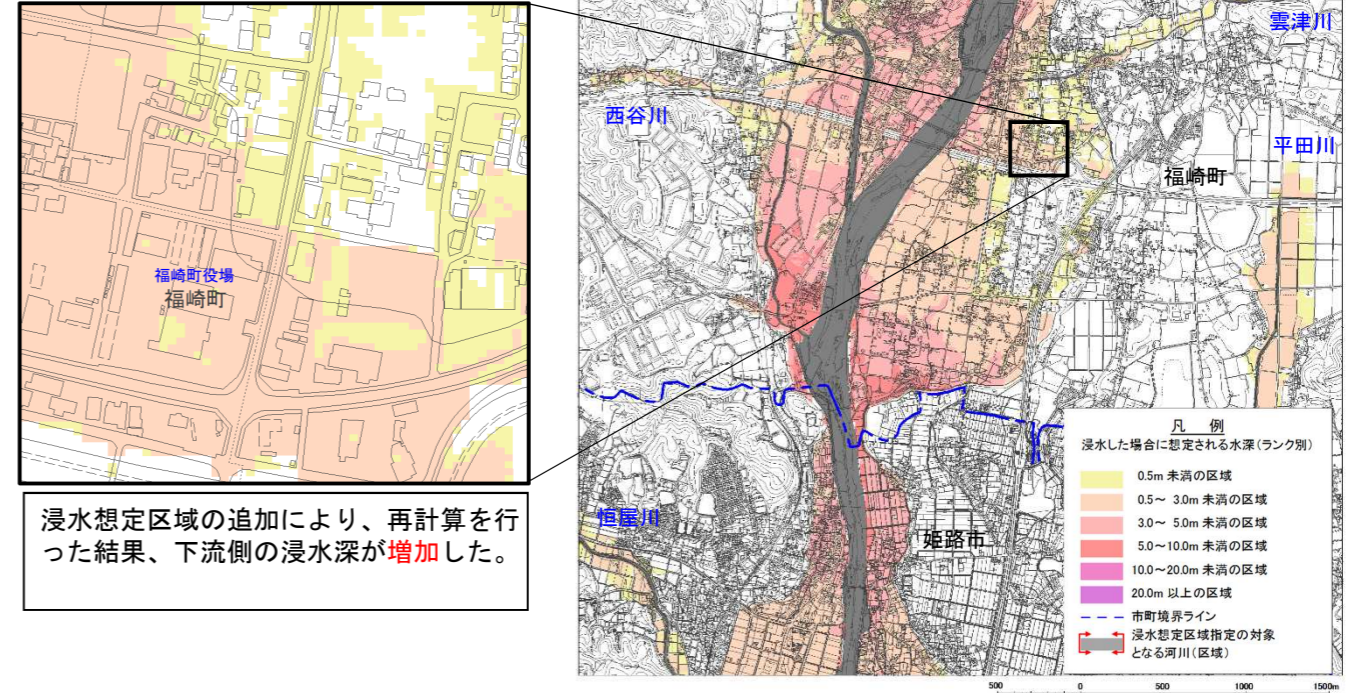 福崎町役場
福崎町
浸水想定区域の追加により、再計算を行
った結果、下流側の浸水深が増加した。
雲津川
西谷川
平田川
福崎町
恒屋川
姫路市
凡 例
浸水した場合に想定される水深(ランク別)
0.5m 未満の区域
0.5～ 3.0m 未満の区域
3.0～ 5.0m 未満の区域
5.0～10.0m 未満の区域
10.0～20.0m 未満の区域
20.0m 以上の区域
市町境界ライン
浸水想定区域指定の対象
となる河川(区域)
500 0 500 1000 1500m